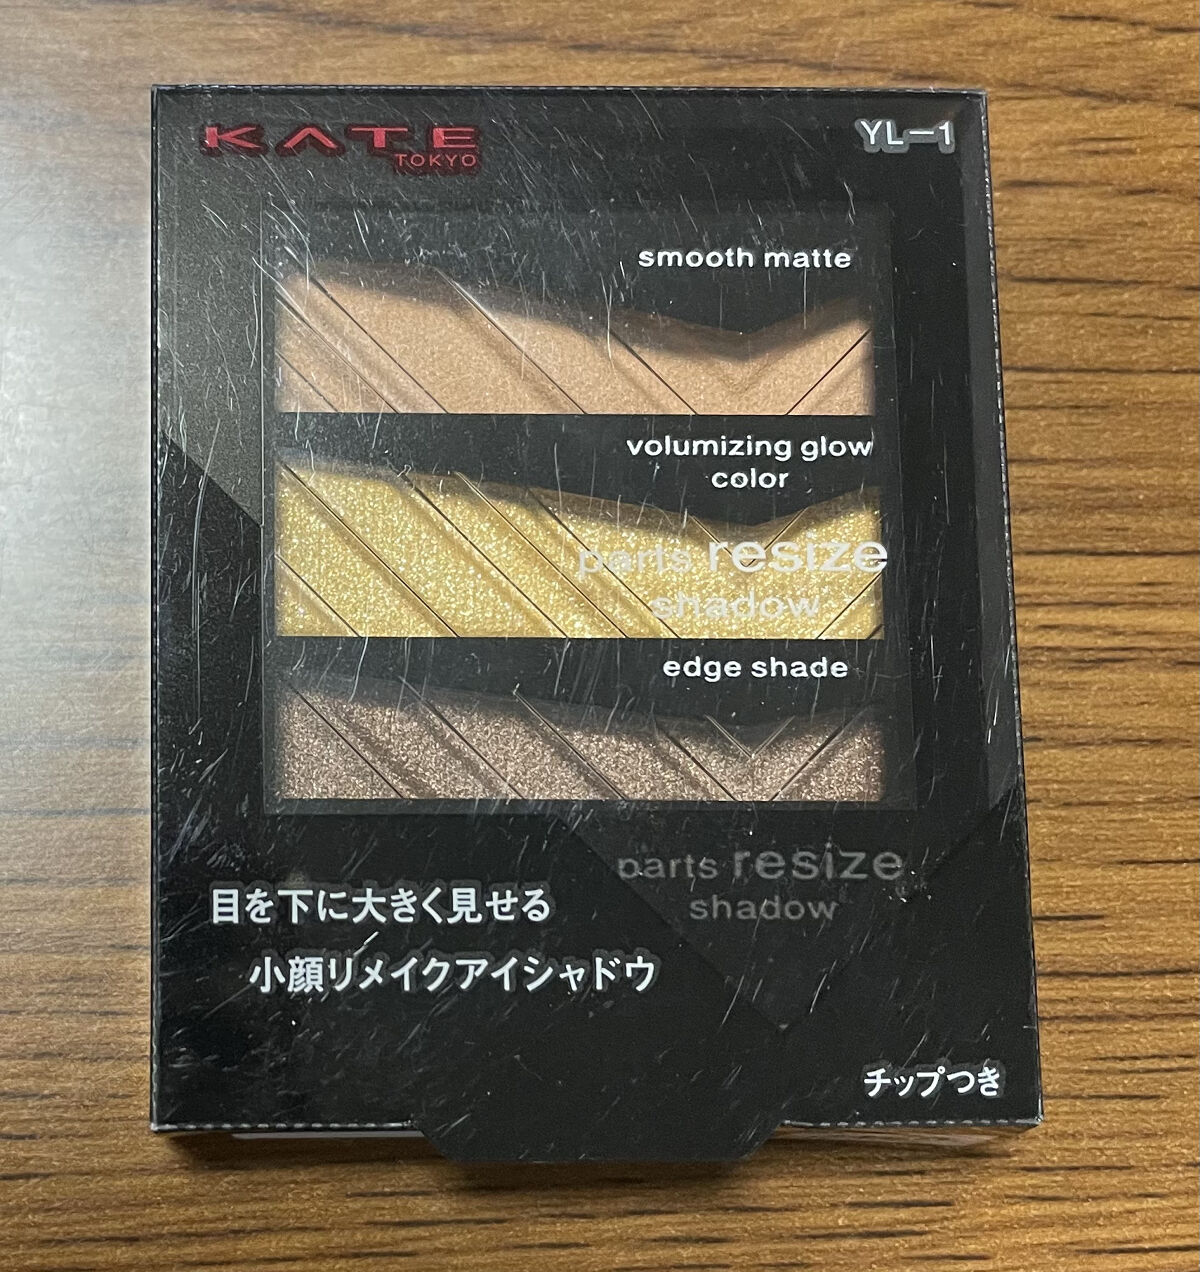 KATE
TOKYO
YL-1
smooth matte
volumizing glow
color
parts resize
shadow
edge shade
parts resize
shadow
目を下に大きく見せる
小顔リメイクアイシャドウ
チップつき